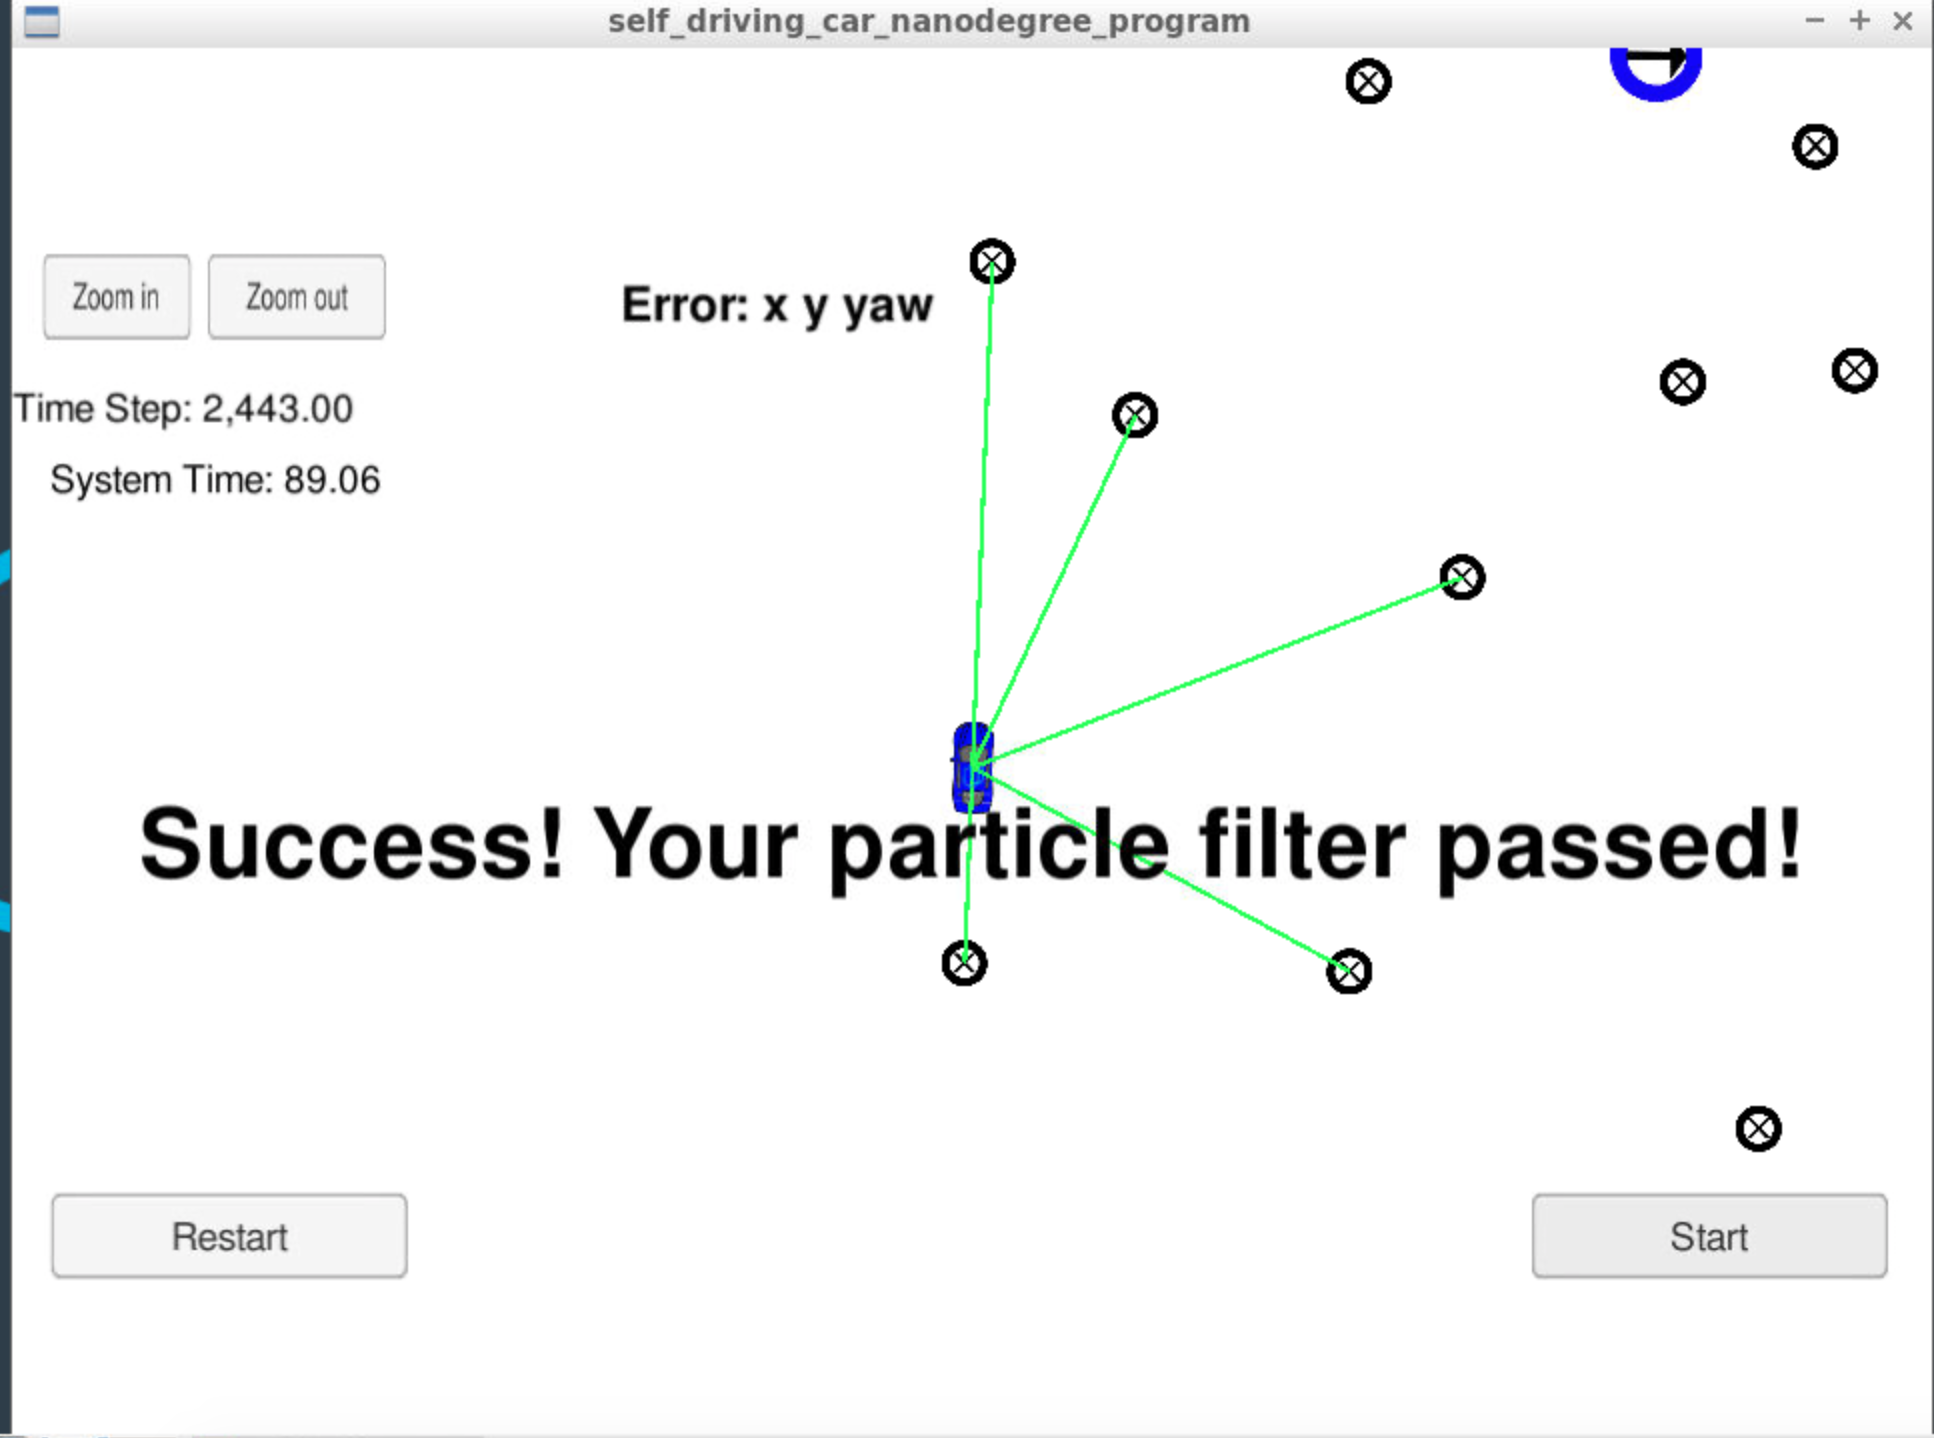 self_driving_car_nanodegree_program
Zoom in
Zoom out
Error: x y yaw
Time Step: 2,443.00
System Time: 89.06
Success! Your particle filter passed!
Restart
Start